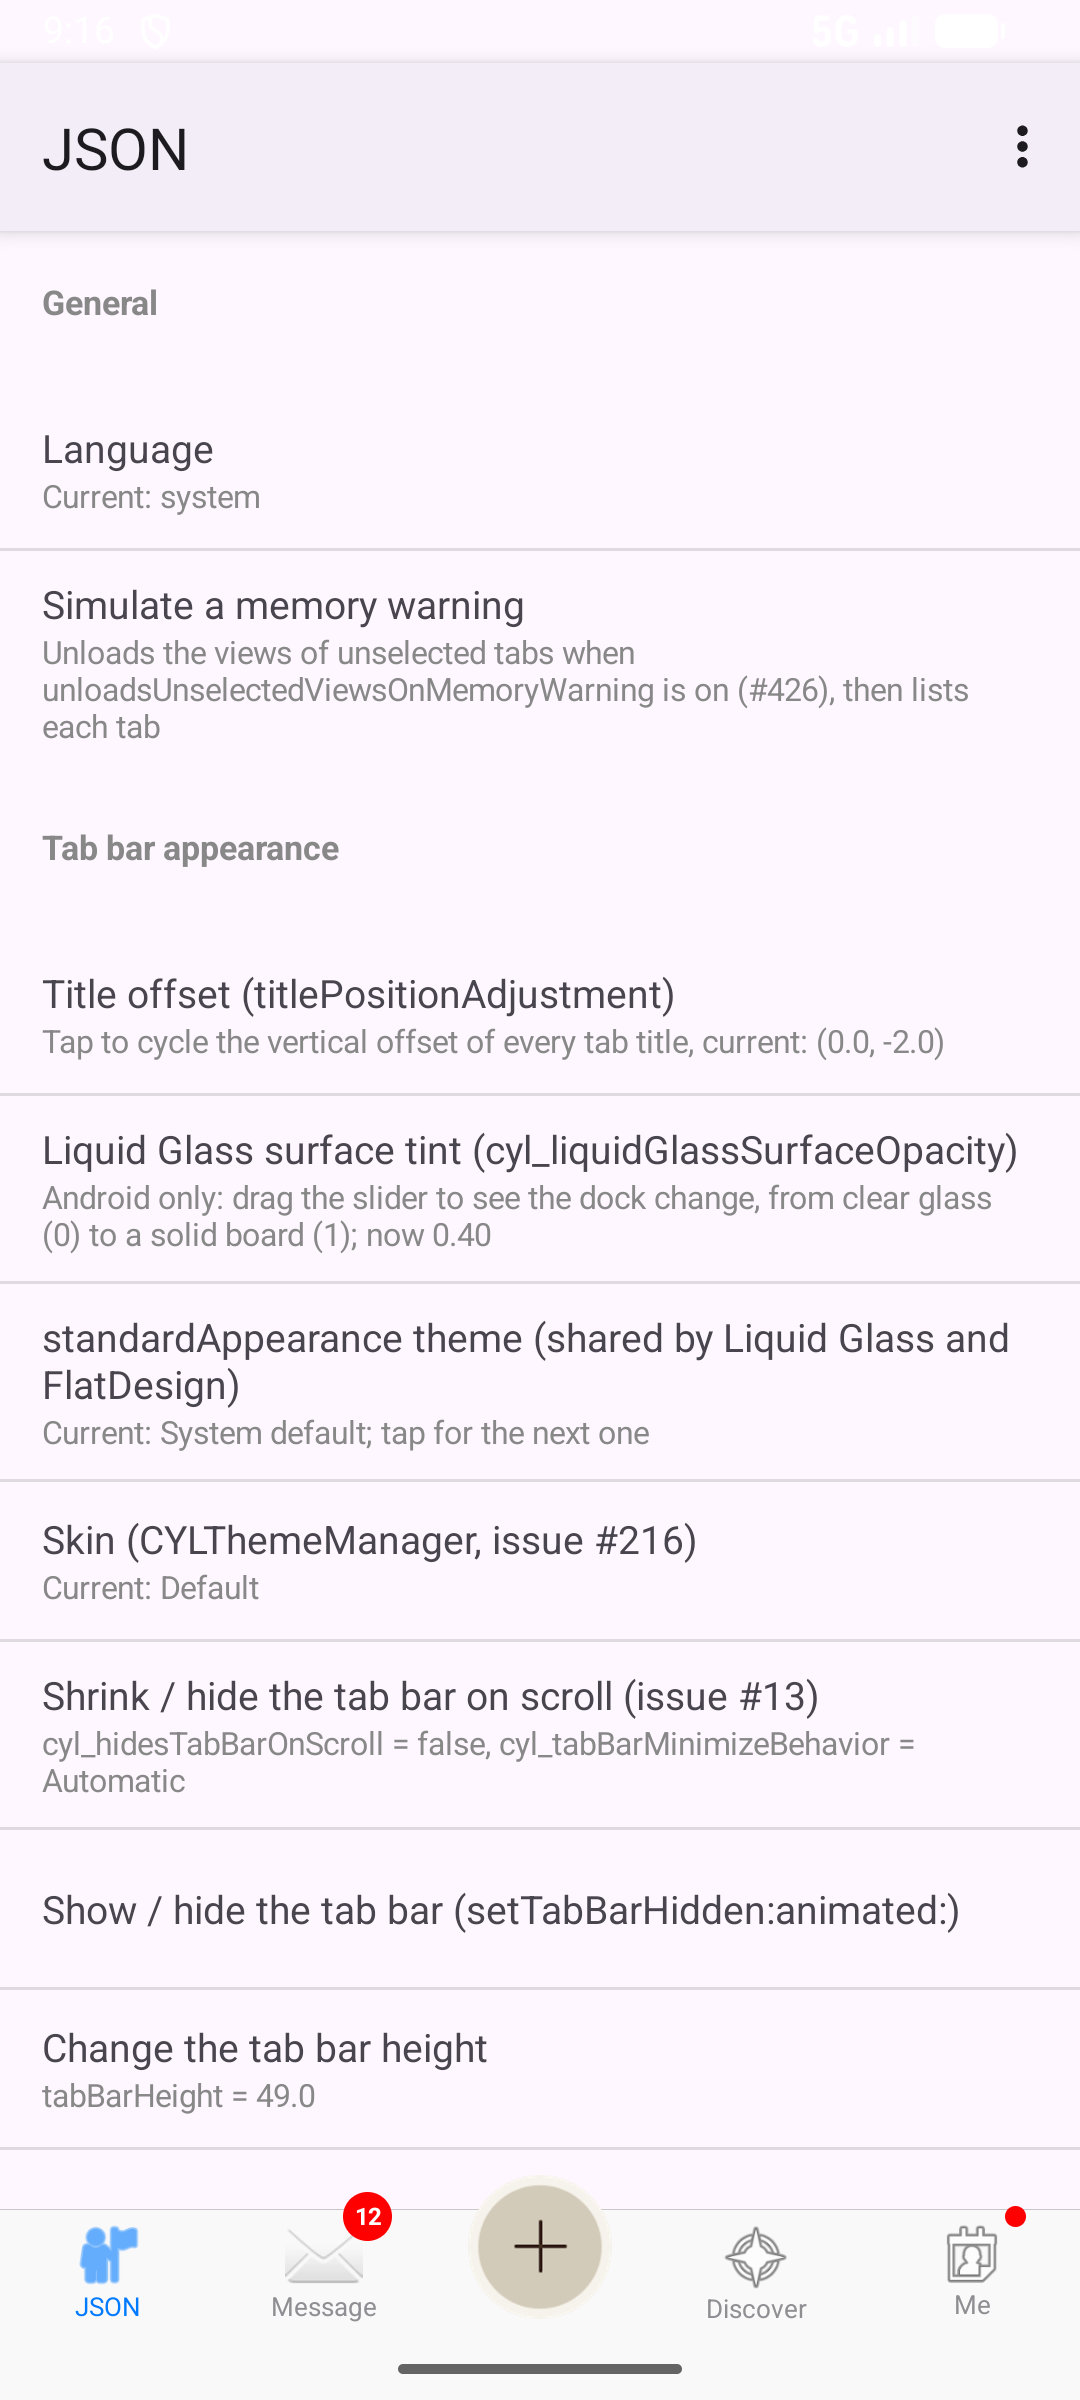 9:16
5G
JSON
General
Language
Current: system
Simulate a memory warning
Unloads the views of unselected tabs when
unloadsUnselectedViewsOnMemoryWarning is on (#426), then lists
each tab
Tab bar appearance
Title offset (titlePositionAdjustment)
Tap to cycle the vertical offset of every tab title, current: (0.0, -2.0)
Liquid Glass surface tint (cyl_liquidGlassSurfaceOpacity)
Android only: drag the slider to see the dock change, from clear glass
(0) to a solid board (1); now 0.40
standardAppearance theme (shared by Liquid Glass and
FlatDesign)
Current: System default; tap for the next one
Skin (CYLThemeManager, issue #216)
Current: Default
Shrink / hide the tab bar on scroll (issue #13)
cyl_hidesTabBarOnScroll = false, cyl_tabBarMinimizeBehavior =
Automatic
Show / hide the tab bar (setTabBarHidden:animated:)
Change the tab bar height
tabBarHeight = 49.0
12
JSON
Message
Discover
Me